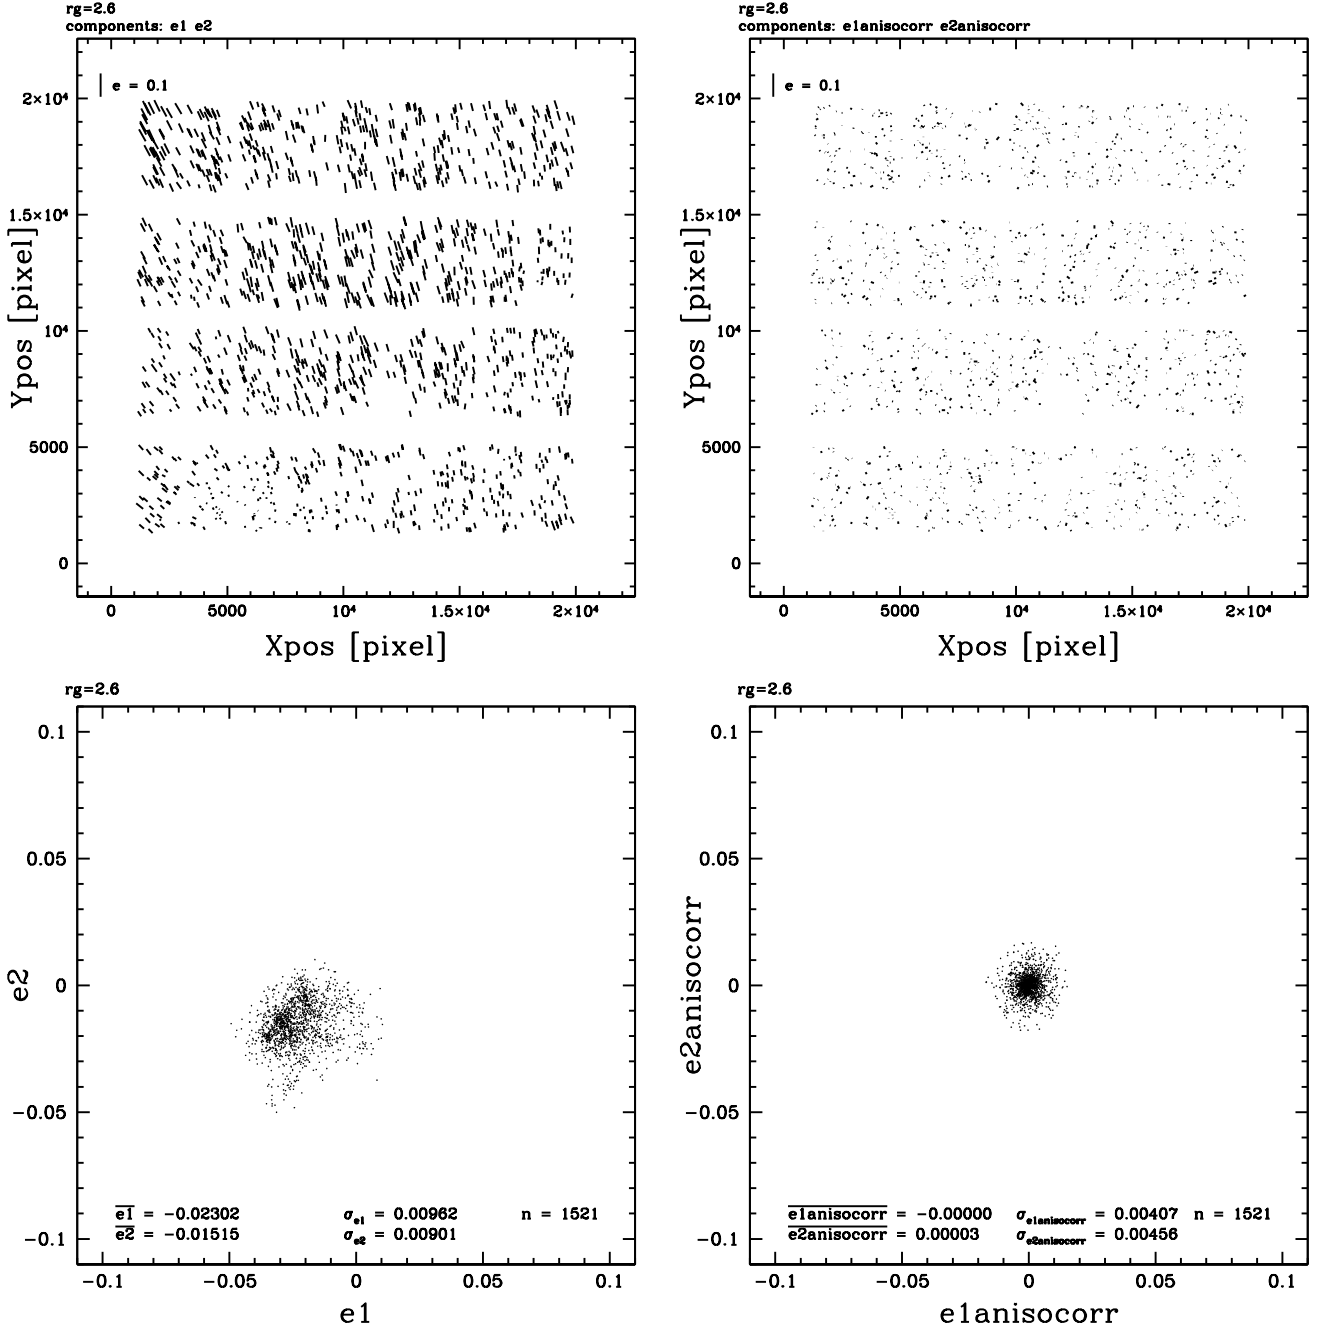 rg=2.6
components: e1 e2
e = 0.1
2×10⁴
1.5×10⁴
10⁴
5000
0
Ypos [pixel]
0 5000 10⁴ 1.5×10⁴ 2×10⁴
Xpos [pixel]
rg=2.6
components: e1anisocorr e2anisocorr
e = 0.1
2×10⁴
1.5×10⁴
10⁴
5000
0
Ypos [pixel]
0 5000 10⁴ 1.5×10⁴ 2×10⁴
Xpos [pixel]
rg=2.6
0.1
0.05
0
−0.05
−0.1
e2
e1 = −0.02302 σe1 = 0.00962 n = 1521
e2 = −0.01515 σe2 = 0.00901
−0.1 −0.05 0 0.05 0.1
e1
rg=2.6
0.1
0.05
0
−0.05
−0.1
e2anisocorr
e1anisocorr = −0.00000 σe1anisocorr = 0.00407 n = 1521
e2anisocorr = 0.00003 σe2anisocorr = 0.00456
−0.1 −0.05 0 0.05 0.1
e1anisocorr